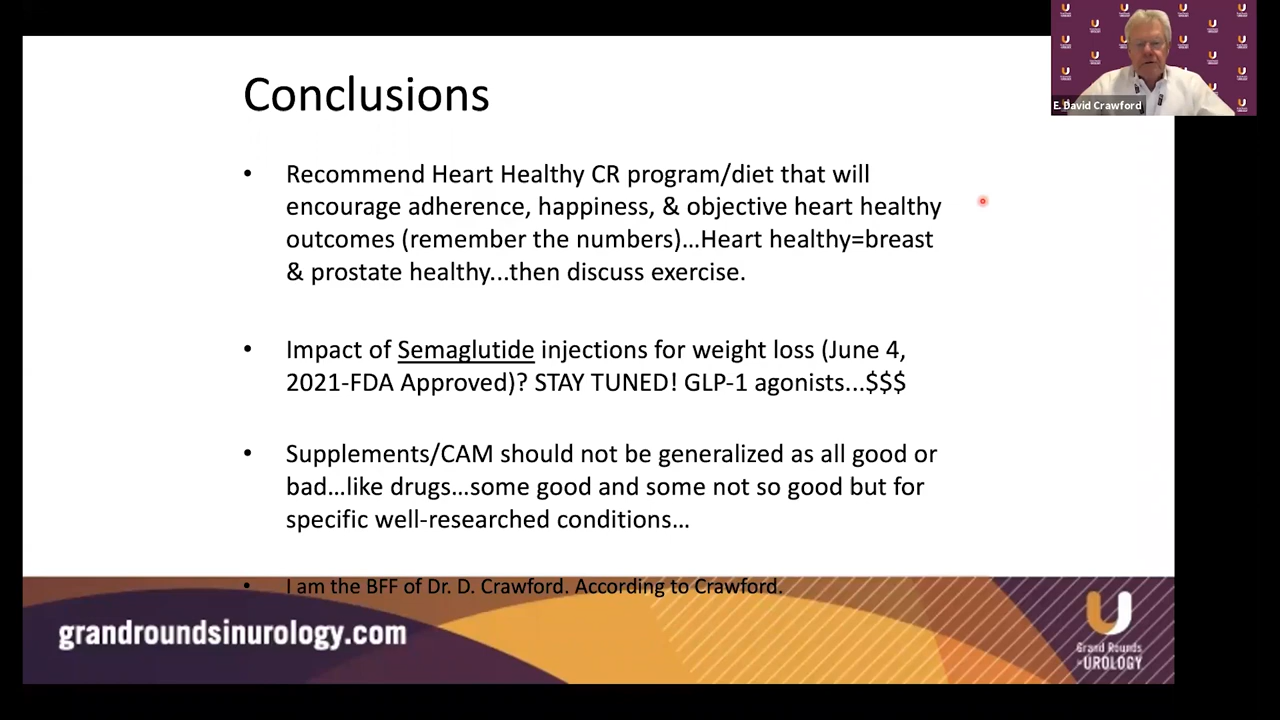 E. David Crawford
Conclusions
• Recommend Heart Healthy CR program/diet that will
encourage adherence, happiness, & objective heart healthy
outcomes (remember the numbers)…Heart healthy=breast
& prostate healthy...then discuss exercise.
• Impact of Semaglutide injections for weight loss (June 4,
2021-FDA Approved)? STAY TUNED! GLP-1 agonists...$$$
• Supplements/CAM should not be generalized as all good or
bad…like drugs…some good and some not so good but for
specific well-researched conditions…
• I am the BFF of Dr. D. Crawford. According to Crawford.
grandroundsinurology.com
Grand Rounds
in UROLOGY